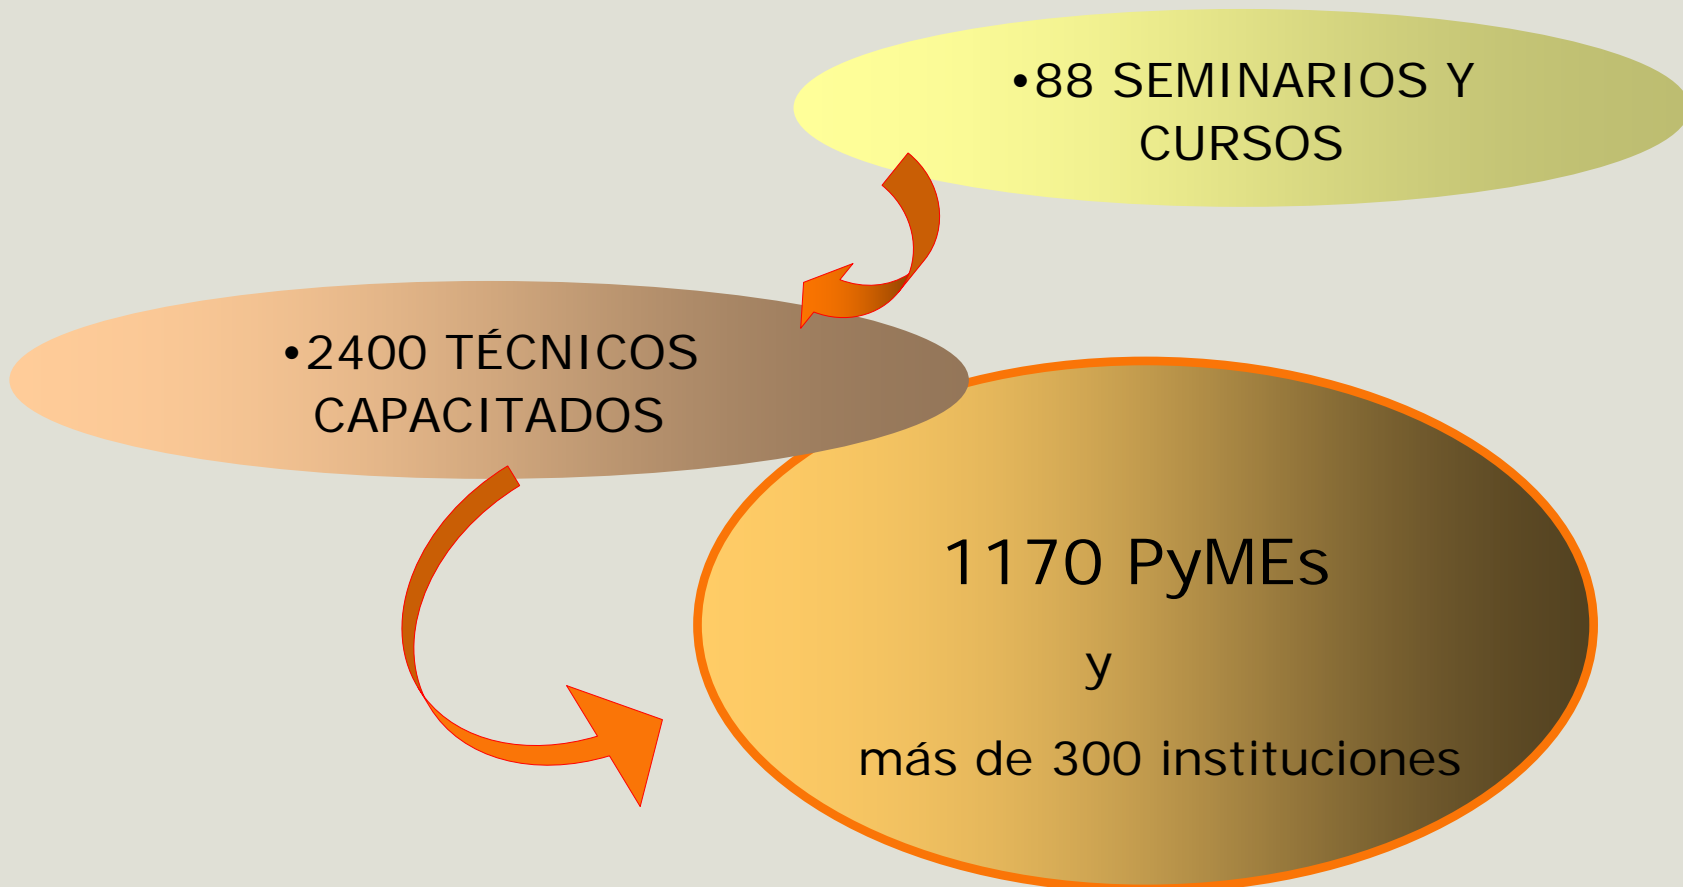 •88 SEMINARIOS Y
CURSOS
•2400 TÉCNICOS
CAPACITADOS
1170 PyMEs
y
más de 300 instituciones